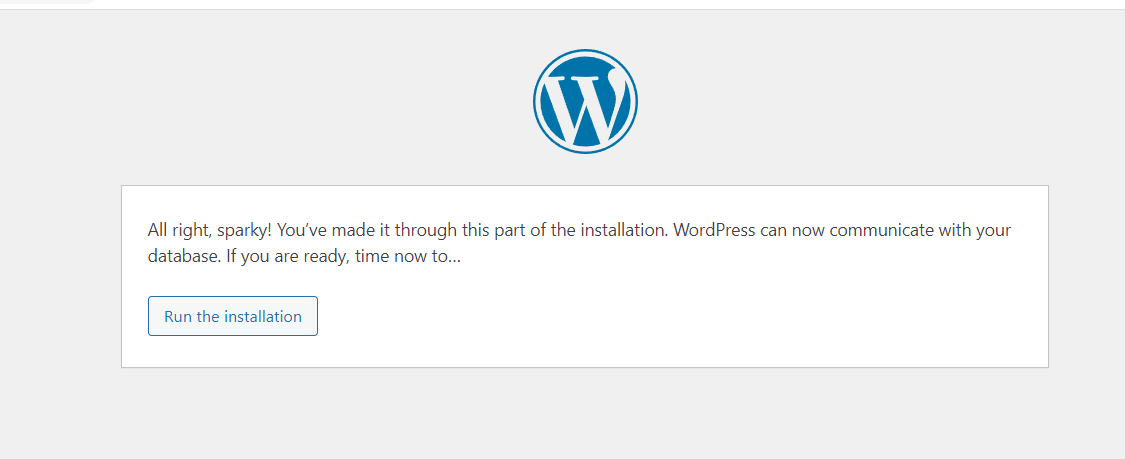 All right, sparky! You’ve made it through this part of the installation. WordPress can now communicate with your
database. If you are ready, time now to…
Run the installation